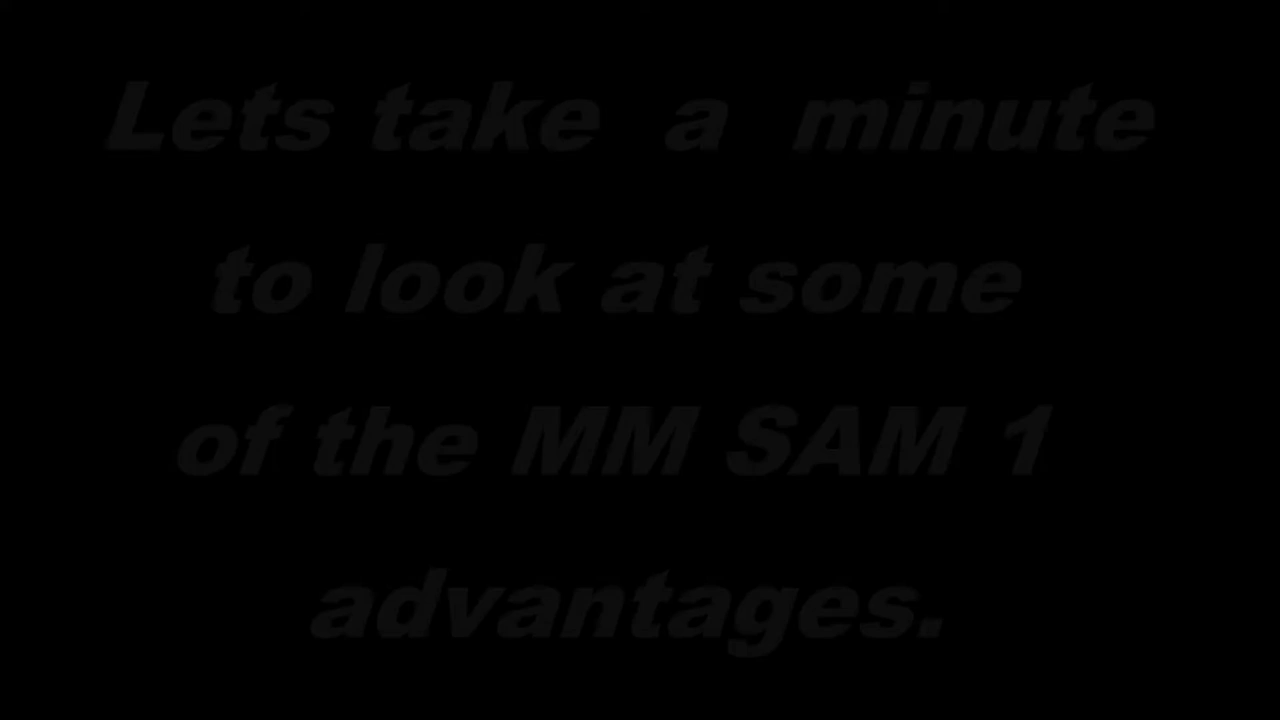 Lets take a minute
to look at some
of the MM SAM 1
advantages.